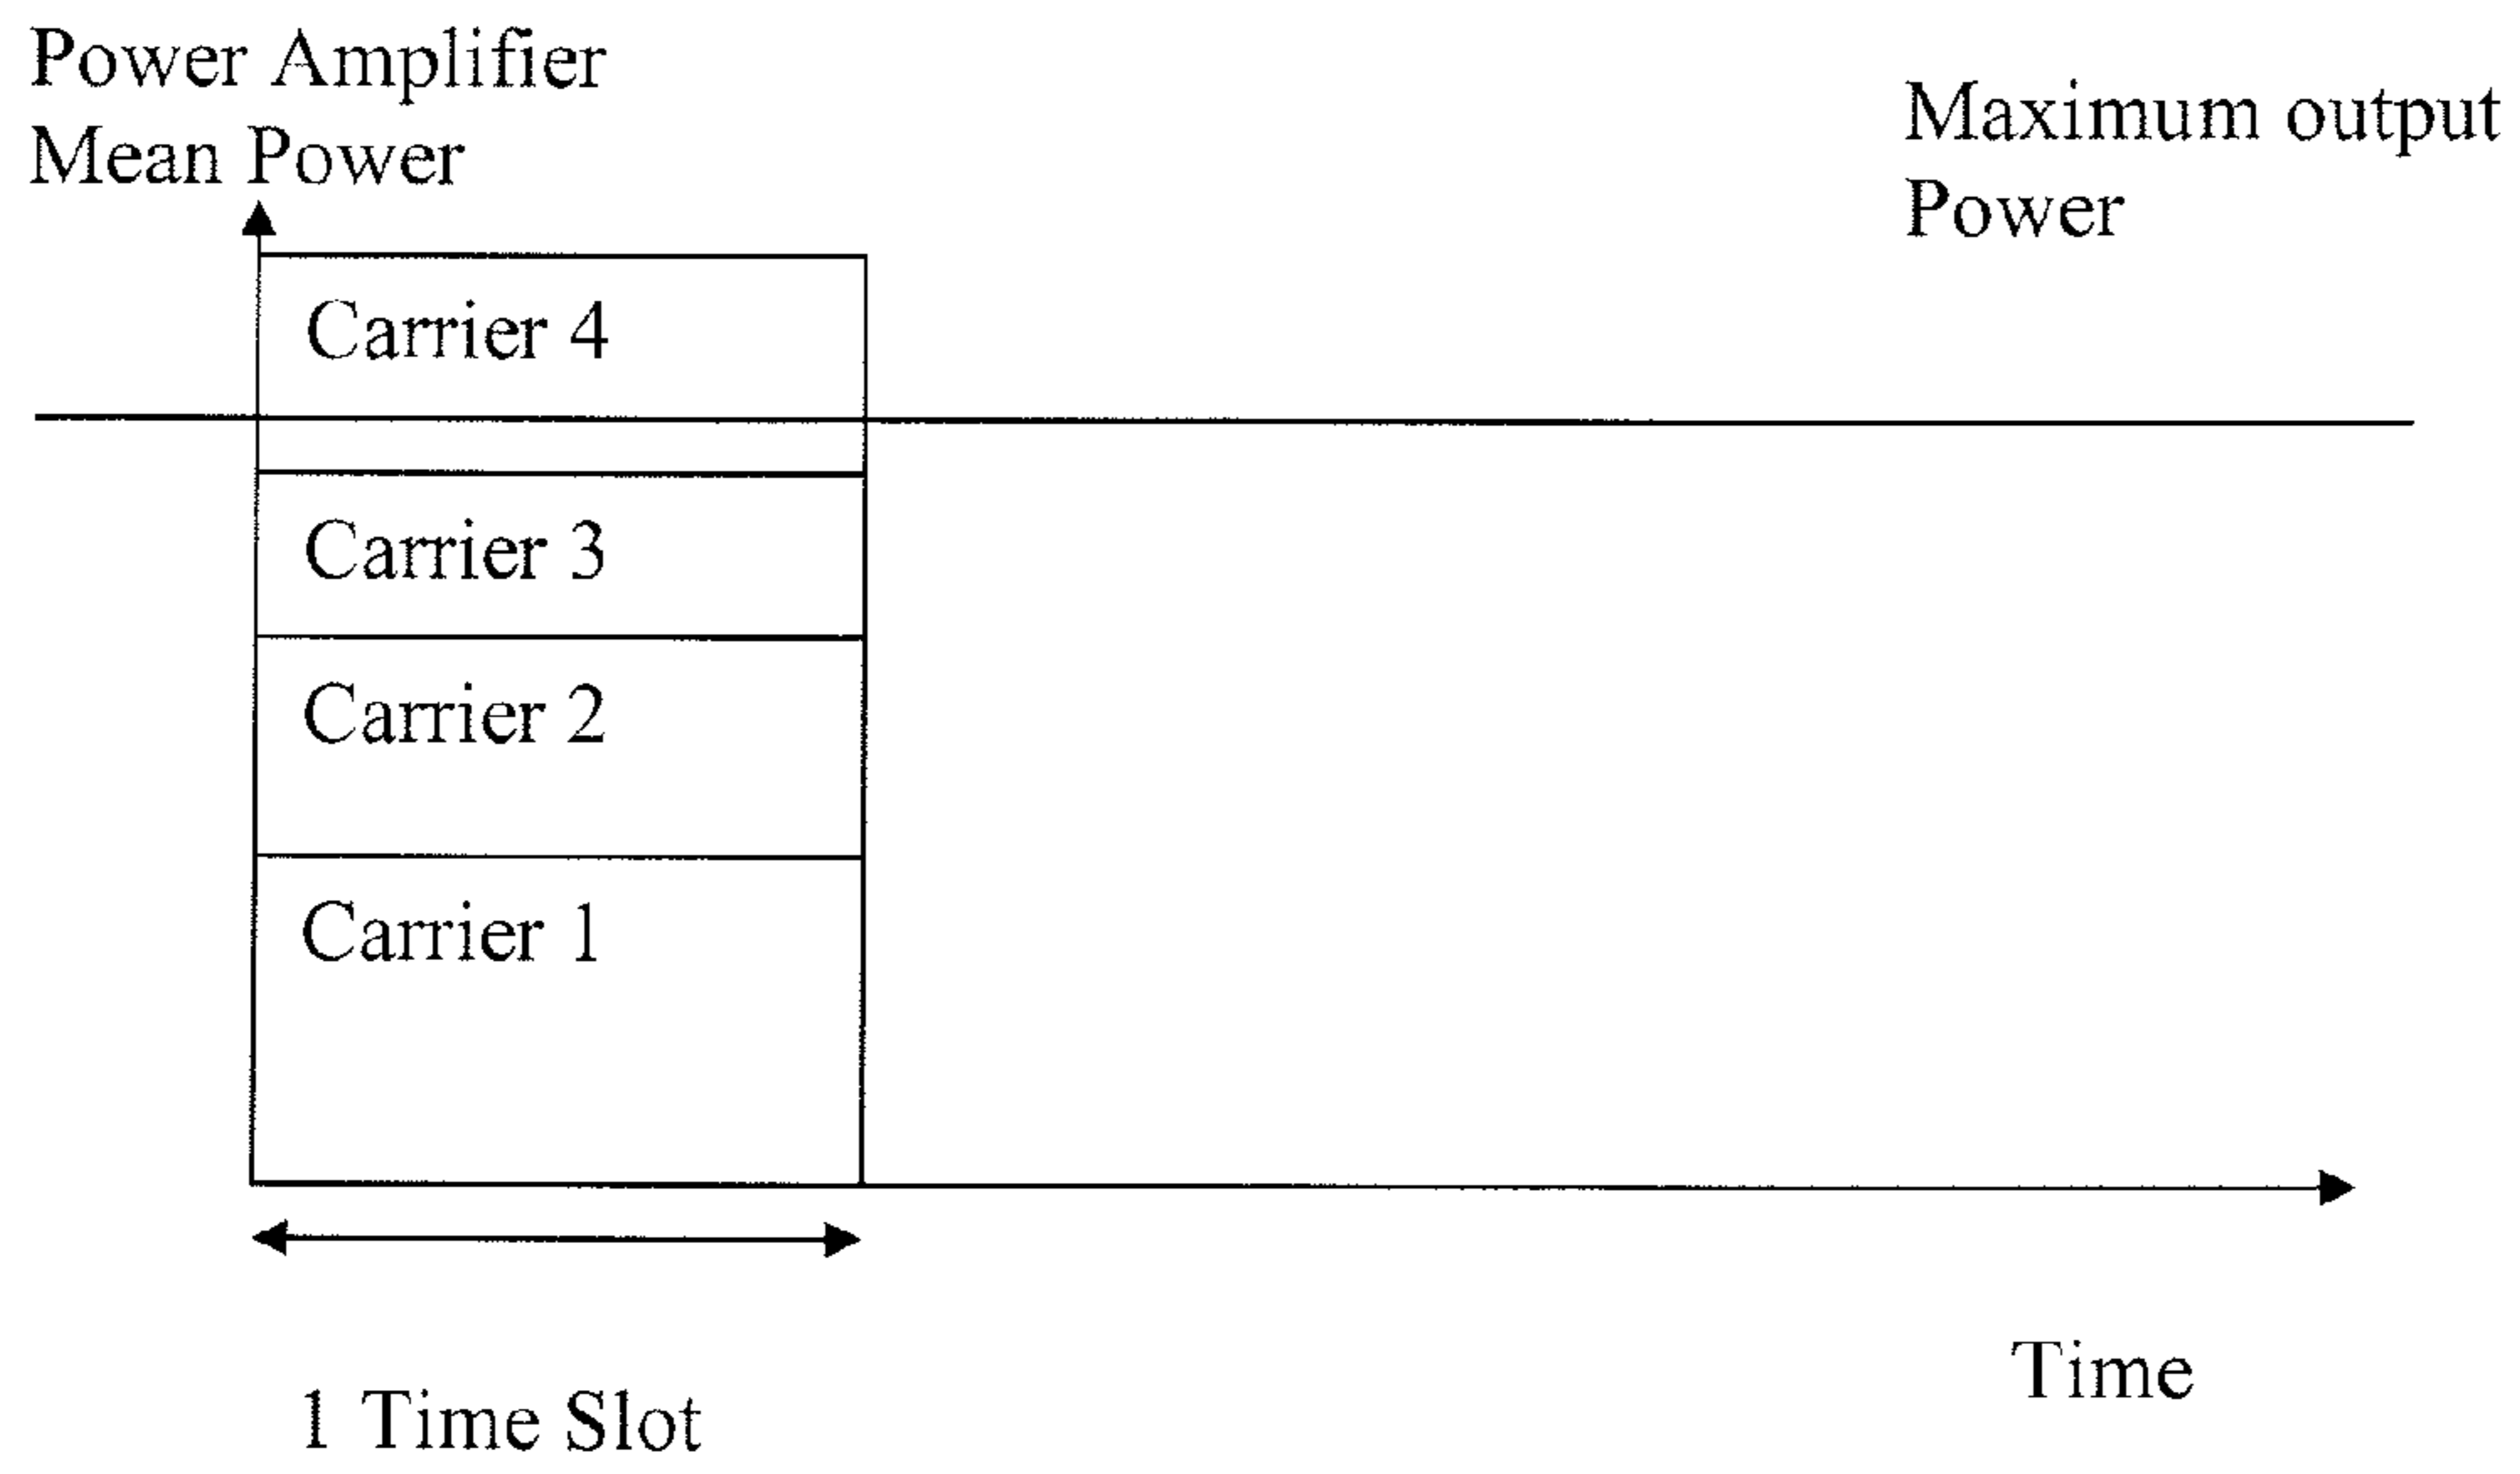 Power Amplifier
Mean Power
Maximum output
Power
Carrier 4
Carrier 3
Carrier 2
Carrier 1
Time
1 Time Slot